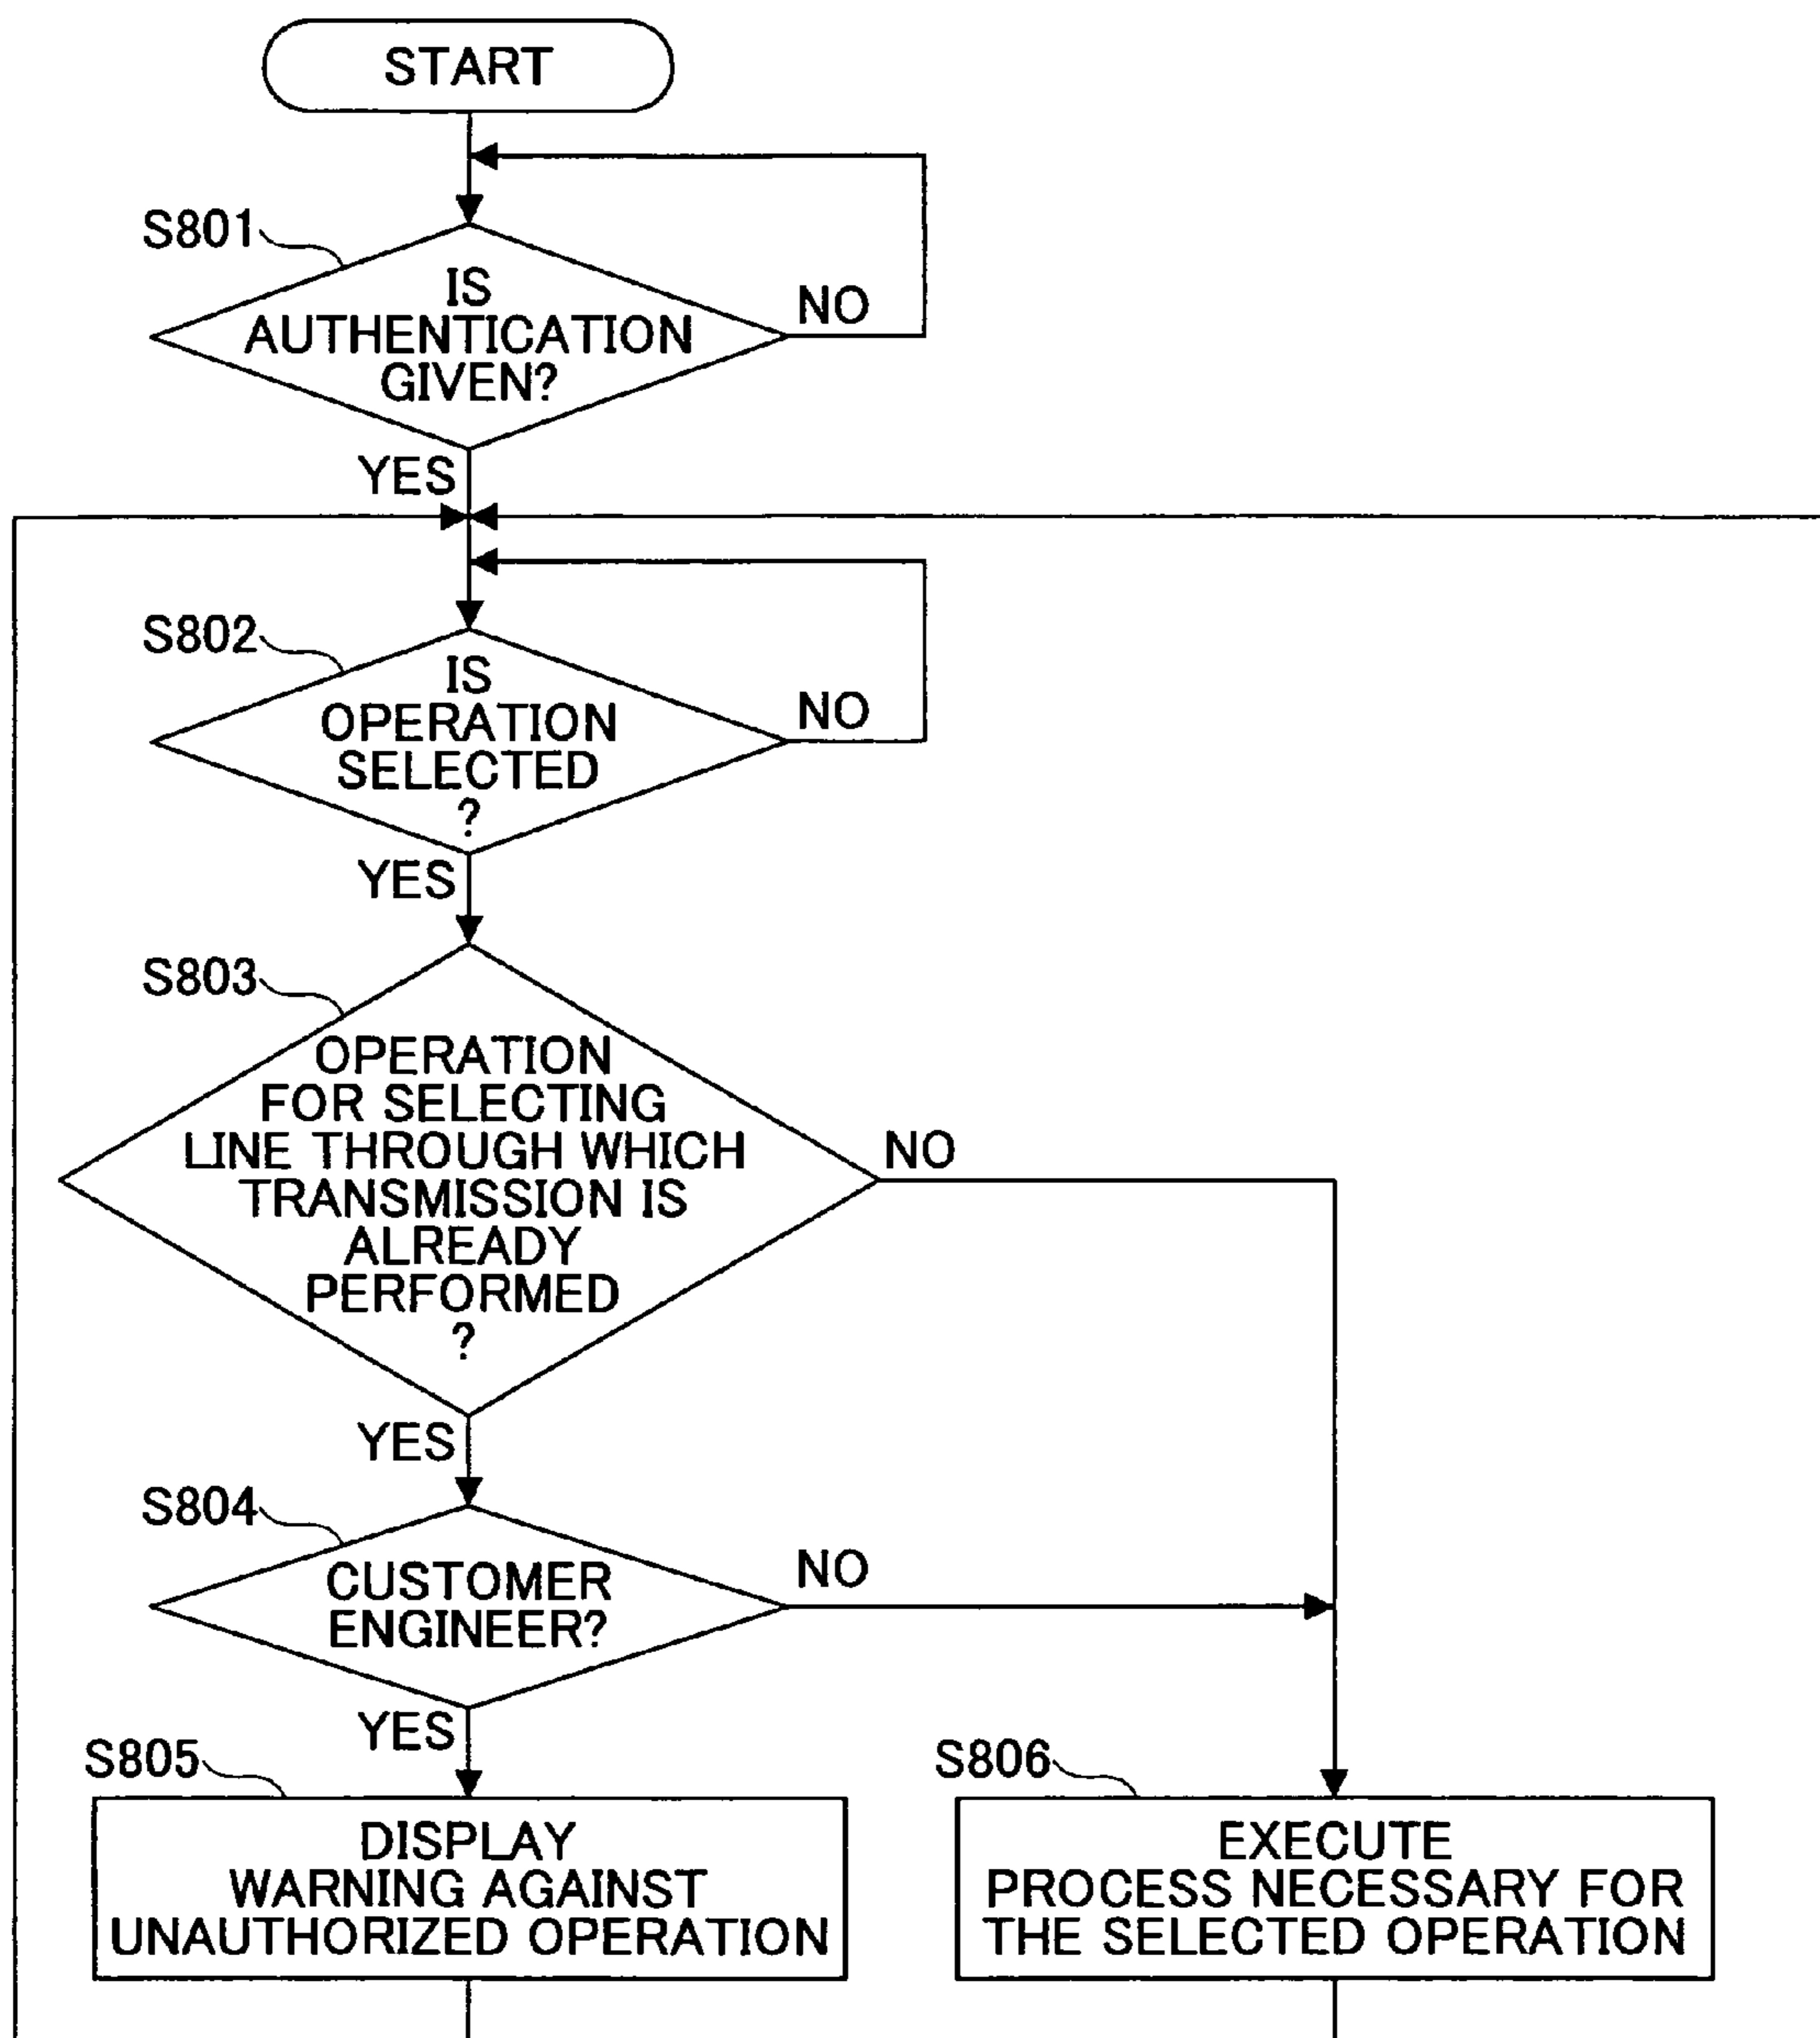 START
S801
IS
AUTHENTICATION
GIVEN?
NO
YES
S802
IS
OPERATION
SELECTED
?
NO
YES
S803
OPERATION
FOR SELECTING
LINE THROUGH WHICH
TRANSMISSION IS
ALREADY
PERFORMED
?
NO
YES
S804
CUSTOMER
ENGINEER?
NO
YES
S805
DISPLAY
WARNING AGAINST
UNAUTHORIZED OPERATION
S806
EXECUTE
PROCESS NECESSARY FOR
THE SELECTED OPERATION